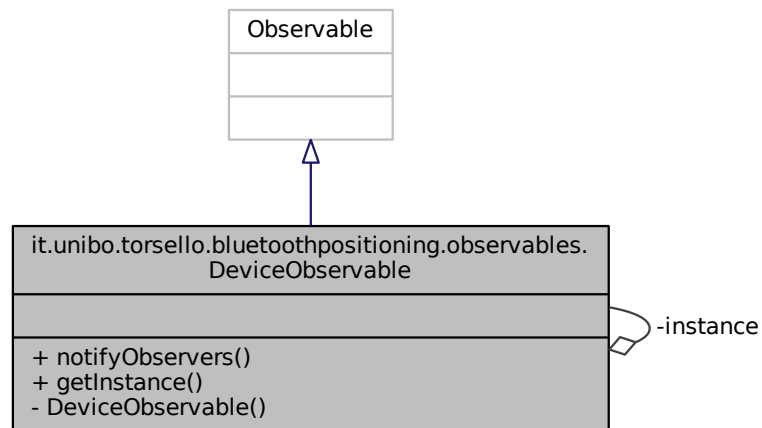 Observable
it.unibo.torsello.bluetoothpositioning.observables.
DeviceObservable
-instance
+ notifyObservers()
+ getInstance()
- DeviceObservable()